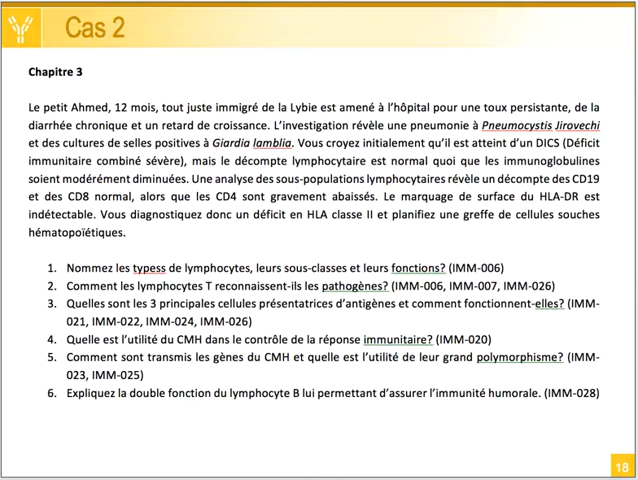 Cas 2
Chapitre 3
Le petit Ahmed, 12 mois, tout juste immigré de la Lybie est amené à l'hôpital pour une toux persistante, de la
diarrhée chronique et un retard de croissance. L'investigation révèle une pneumonie à Pneumocystis Jirovechi
et des cultures de selles positives à Giardia lamblia. Vous croyez initialement qu'il est atteint d'un DICS (Déficit
immunitaire combiné sévère), mais le décompte lymphocytaire est normal quoi que les immunoglobulines
soient modérément diminuées. Une analyse des sous-populations lymphocytaires révèle un décompte des CD19
et des CD8 normal, alors que les CD4 sont gravement abaissés. Le marquage de surface du HLA-DR est
indétectable. Vous diagnostiquez donc un déficit en HLA classe II et planifiez une greffe de cellules souches
hématopoïétiques.
1. Nommez les typess de lymphocytes, leurs sous-classes et leurs fonctions? (IMM-006)
2. Comment les lymphocytes T reconnaissent-ils les pathogènes? (IMM-006, IMM-007, IMM-026)
3. Quelles sont les 3 principales cellules présentatrices d'antigènes et comment fonctionnent-elles? (IMM-
021, IMM-022, IMM-024, IMM-026)
4. Quelle est l'utilité du CMH dans le contrôle de la réponse immunitaire? (IMM-020)
5. Comment sont transmis les gènes du CMH et quelle est l'utilité de leur grand polymorphisme? (IMM-
023, IMM-025)
6. Expliquez la double fonction du lymphocyte B lui permettant d'assurer l'immunité humorale. (IMM-028)
18